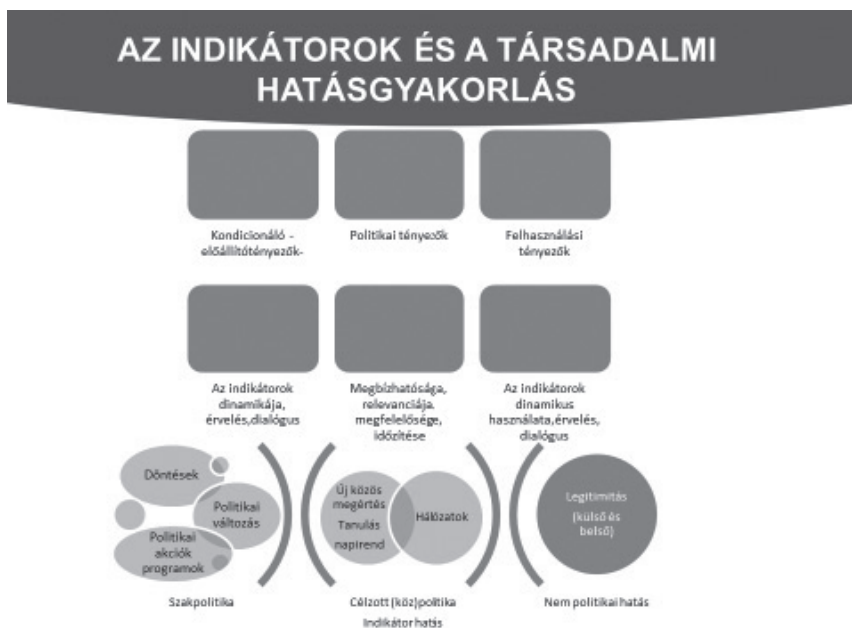 AZ INDIKÁTOROK ÉS A TÁRSADALMI
HATÁSGYAKORLÁS
Kondicionáló -
előállítótényezők-
Politikai tényezők
Felhasználási
tényezők
Az indikátorok
dinamikája,
érvelés,dialógus
Megbízhatósága,
relevanciája.
megfelelősége,
időzítése
Az indikátorok
dinamikus
használata,érvelés,
dialógus
Döntések
Politikai
változás
Politikai
akciók
programok
Új közös
megértés
Tanulás
napirend
Hálózatok
Legitimitás
(külső és
belső)
Szakpolitika
Célzott (köz)politika
Indikátor hatás
Nem politikai hatás